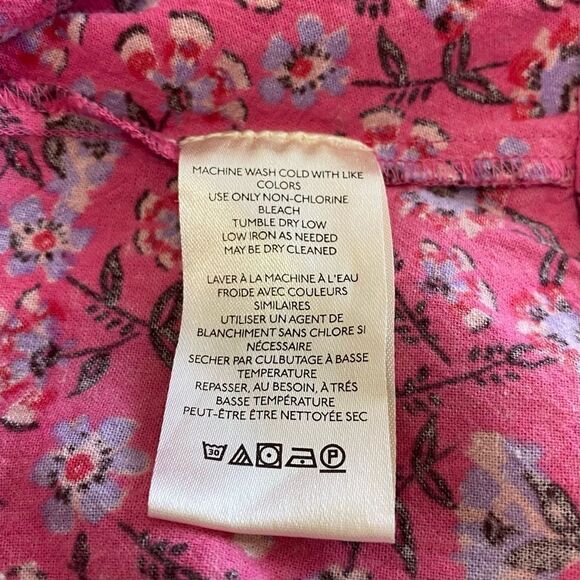 MACHINE WASH COLD WITH LIKE
COLORS
USE ONLY NON-CHLORINE
BLEACH
TUMBLE DRY LOW
LOW IRON AS NEEDED
MAY BE DRY CLEANED
LAVER À LA MACHINE À L'EAU
FROIDE AVEC COULEURS
SIMILAIRES
UTILISER UN AGENT DE
BLANCHIMENT SANS CHLORE SI
NÉCESSAIRE
SECHER PAR CULBUTAGE À BASSE
TEMPERATURE
REPASSER, AU BESOIN, À TRÉS
BASSE TEMPÉRATURE
PEUT-ÊTRE ÊTRE NETTOYÉE SEC
30 P